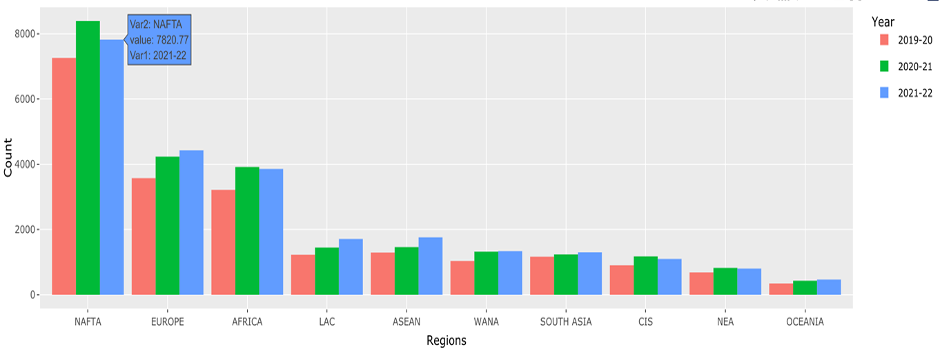 Var2: NAFTA
value: 7820.77
Var1: 2021-22
Year
2019-20
2020-21
2021-22
8000
6000
4000
2000
0
Count
NAFTA EUROPE AFRICA LAC ASEAN WANA SOUTH ASIA CIS NEA OCEANIA
Regions